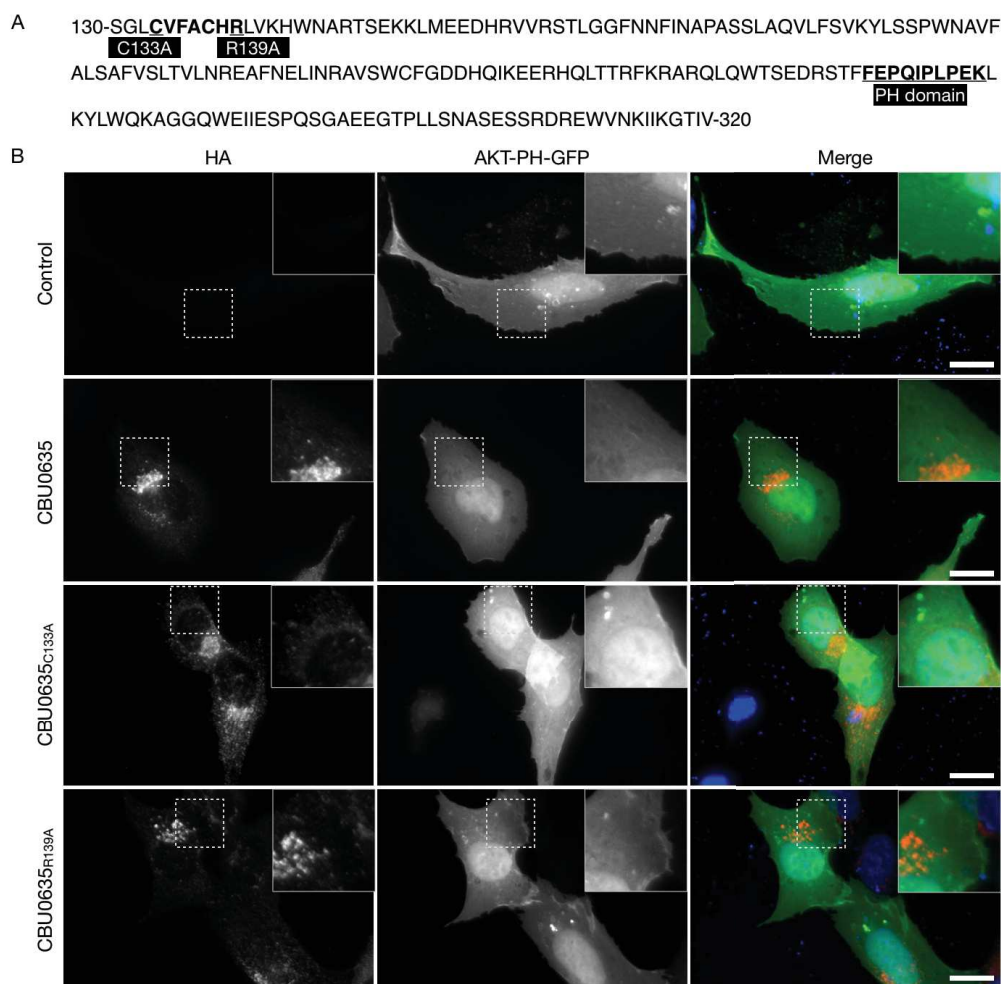 A
130-SGLCVFACHRLVKHWNARTSEKKLMEEDHRVVRSTLGGFNNFINAPASSLAQVLFSVKYLSSPWNAVF
C133A R139A
ALSAFVSLTVLNREAFNELINRAVSWCFGDDHQIKEERHQLTTRFKRARQLQWTSEDRSTFFEPQIPLPEKL
PH domain
KYLWQKAGGQWEIIESPQSGAEEGTPLLSNASESSRDREWVNKIIKGTIV-320
B
HA AKT-PH-GFP Merge
Control
CBU0635
CBU0635C133A
CBU0635R139A